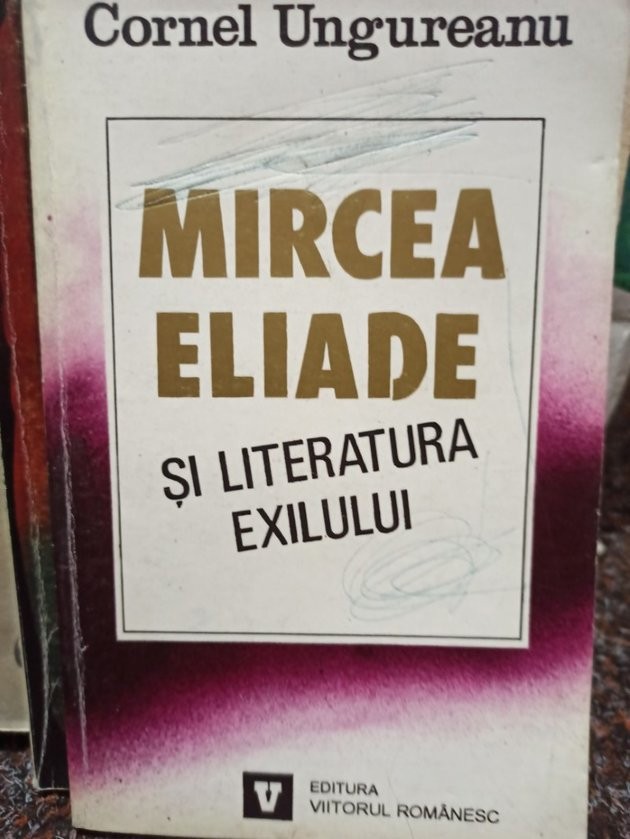 Cornel Ungureanu
MIRCEA
ELIADE
ȘI LITERATURA
EXILULUI
V
EDITURA
VIITORUL ROMÂNESC